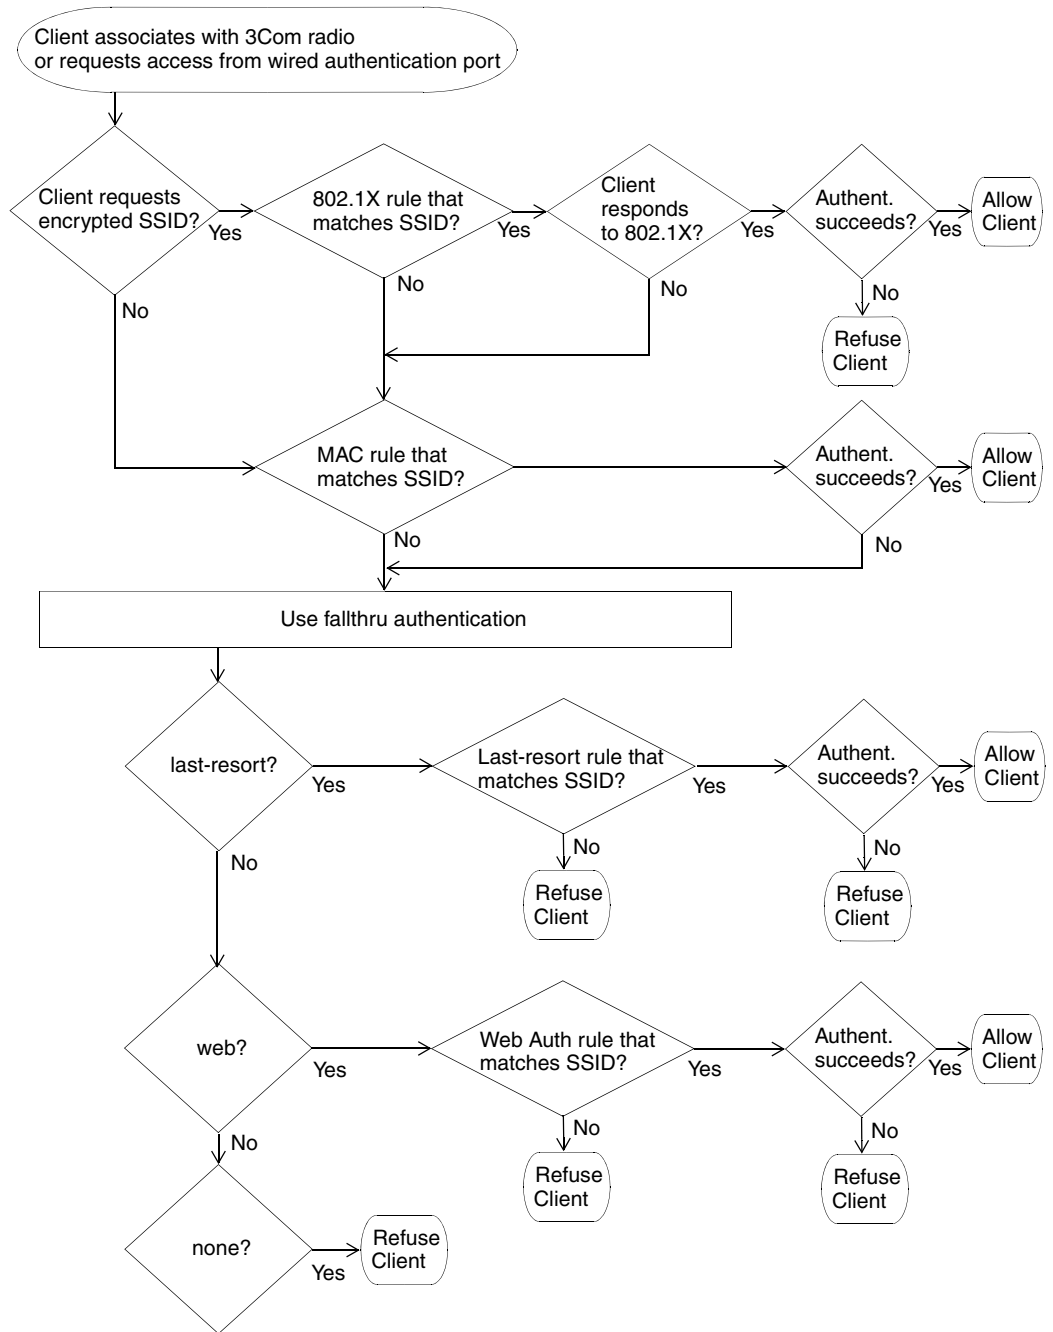 Client associates with 3Com radio
or requests access from wired authentication port
Client requests
encrypted SSID?
Yes
802.1X rule that
matches SSID?
Yes
Client
responds
to 802.1X?
Yes
Authent.
succeeds?
Yes
Allow
Client
No
No
No
No
Refuse
Client
MAC rule that
matches SSID?
Authent.
succeeds?
Yes
Allow
Client
No
No
Use fallthru authentication
last-resort?
Yes
Last-resort rule that
matches SSID?
Yes
Authent.
succeeds?
Yes
Allow
Client
No
No
No
Refuse
Client
Refuse
Client
web?
Yes
Web Auth rule that
matches SSID?
Yes
Authent.
succeeds?
Yes
Allow
Client
No
No
No
Refuse
Client
Refuse
Client
none?
Yes
Refuse
Client